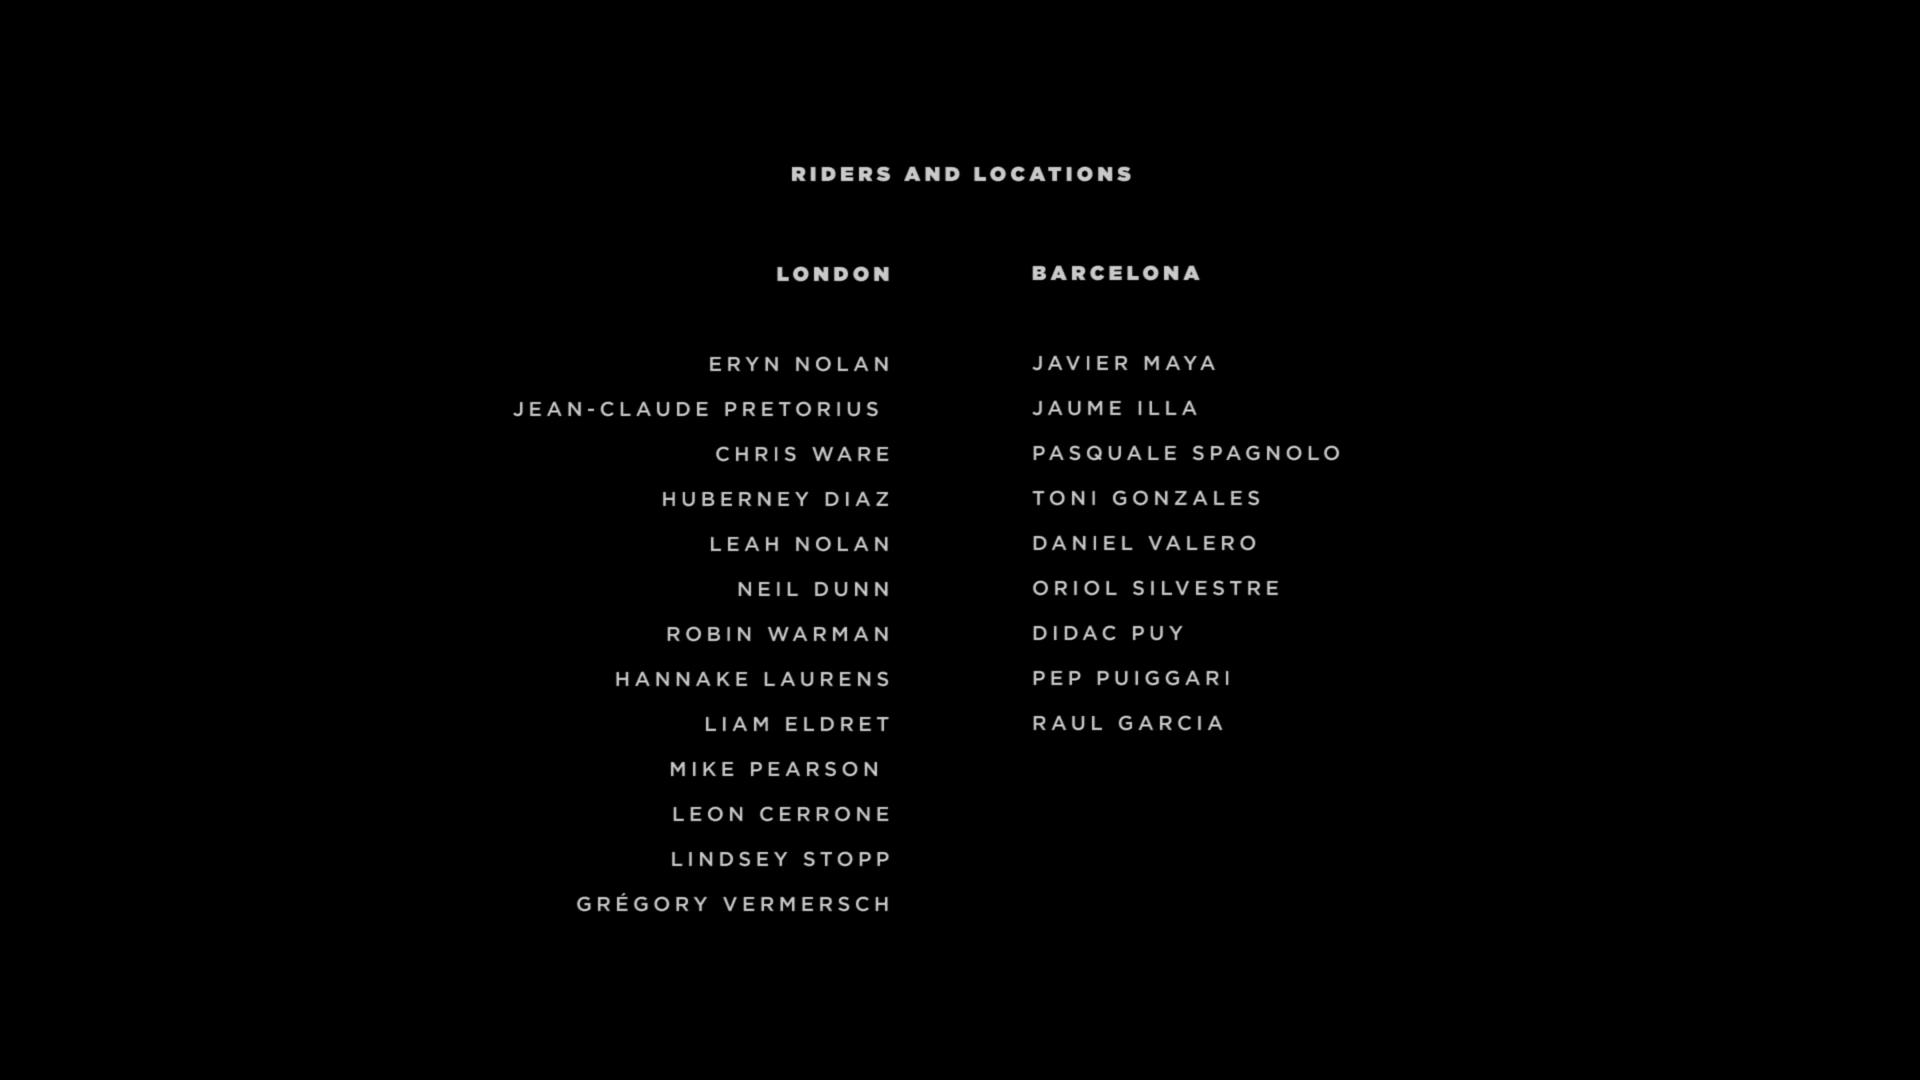 RIDERS AND LOCATIONS
LONDON
ERYN NOLAN
JEAN-CLAUDE PRETORIUS
CHRIS WARE
HUBERNEY DIAZ
LEAH NOLAN
NEIL DUNN
ROBIN WARMAN
HANNAKE LAURENS
LIAM ELDRET
MIKE PEARSON
LEON CERRONE
LINDSEY STOPP
GRÉGORY VERMERSCH
BARCELONA
JAVIER MAYA
JAUME ILLA
PASQUALE SPAGNOLO
TONI GONZALES
DANIEL VALERO
ORIOL SILVESTRE
DIDAC PUY
PEP PUIGGARI
RAUL GARCIA